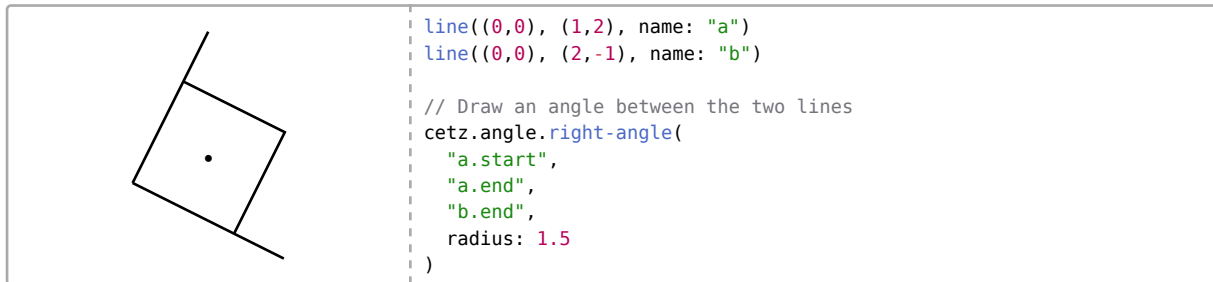 line((0,0), (1,2), name: "a")
line((0,0), (2,-1), name: "b")
// Draw an angle between the two lines
cetz.angle.right-angle(
  "a.start",
  "a.end",
  "b.end",
  radius: 1.5
)